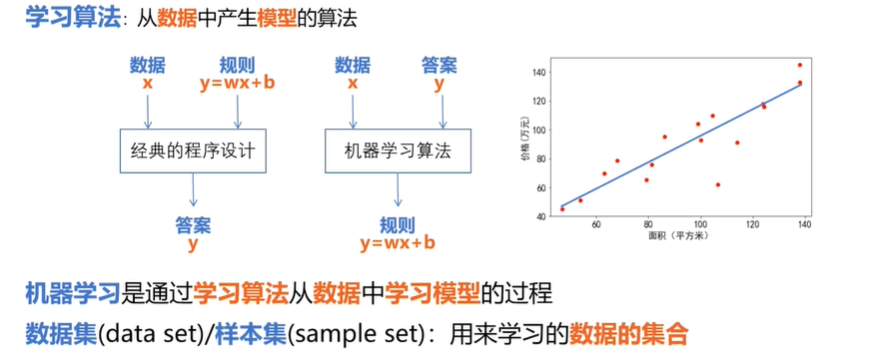 学习算法：从数据中产生模型的算法
数据 规则 数据 答案
x y=wx+b x y
经典的程序设计 机器学习算法
答案 规则
y y=wx+b
价格(万元)
140
120
100
80
60
40
60 80 100 120 140
面积（平方米）
机器学习是通过学习算法从数据中学习模型的过程
数据集(data set)/样本集(sample set)：用来学习的数据的集合